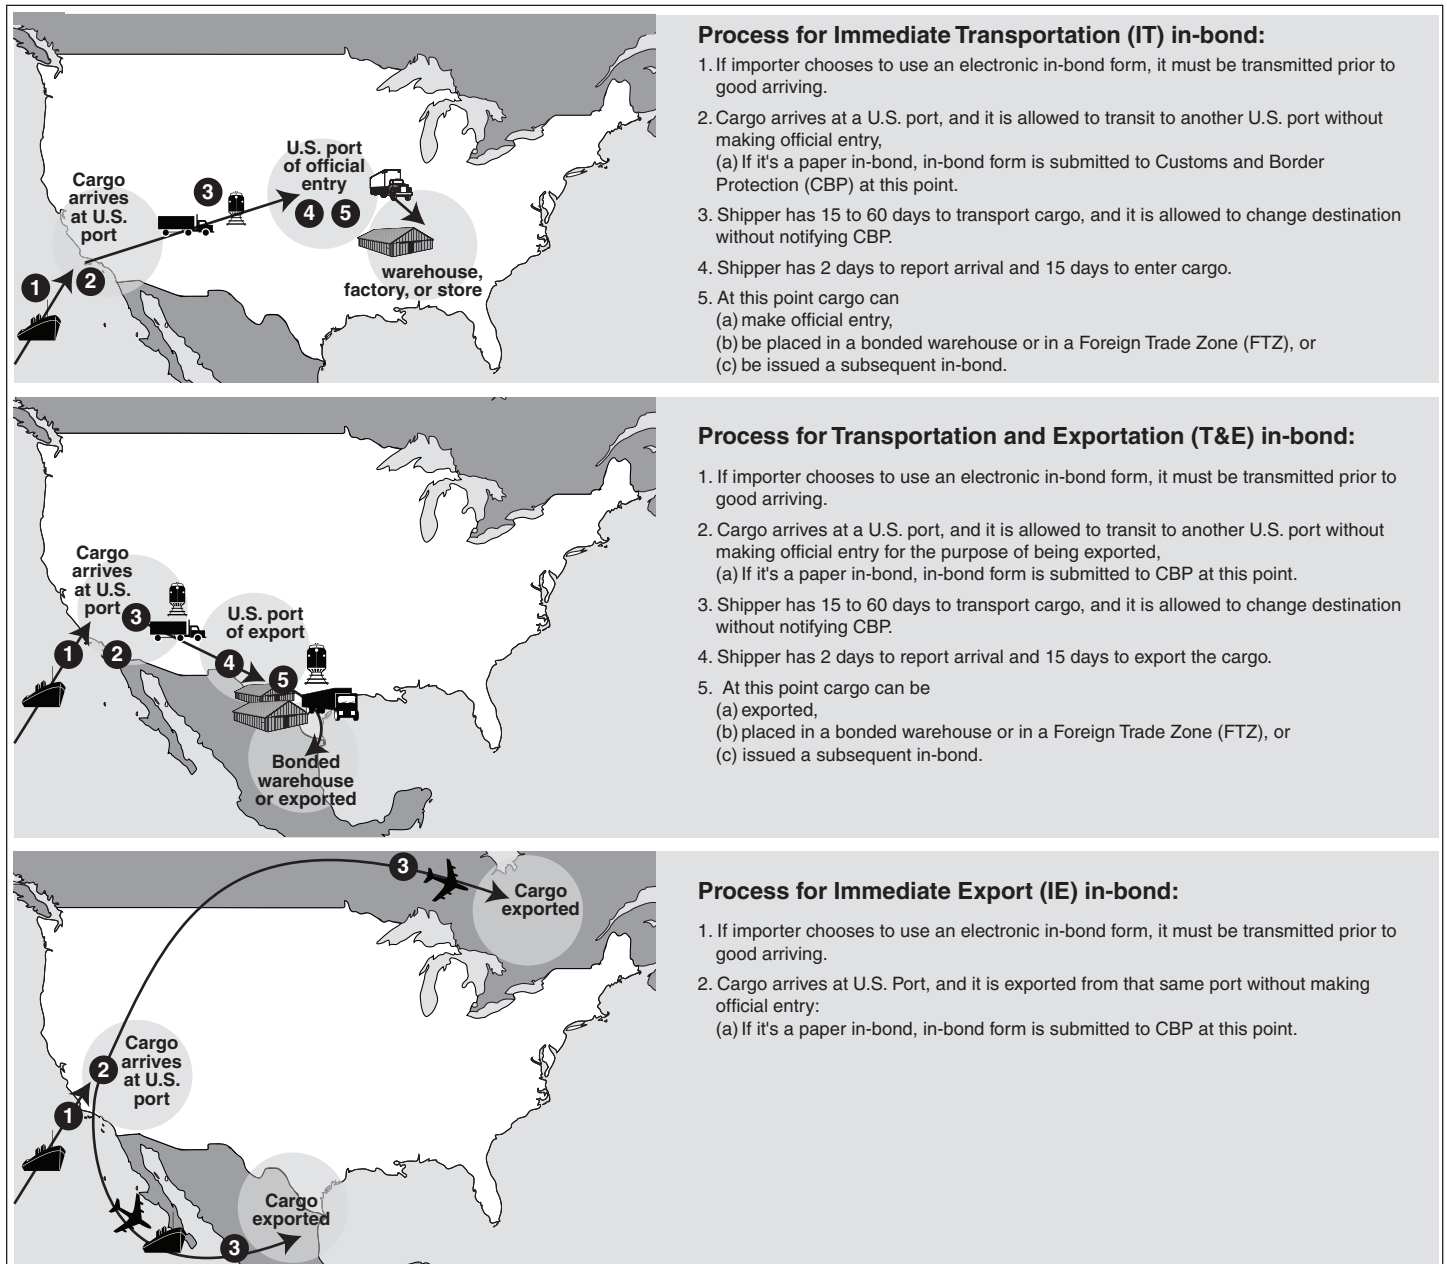 Process for Immediate Transportation (IT) in-bond:
1. If importer chooses to use an electronic in-bond form, it must be transmitted prior to
good arriving.
2. Cargo arrives at a U.S. port, and it is allowed to transit to another U.S. port without
making official entry,
(a) If it's a paper in-bond, in-bond form is submitted to Customs and Border
Protection (CBP) at this point.
3. Shipper has 15 to 60 days to transport cargo, and it is allowed to change destination
without notifying CBP.
4. Shipper has 2 days to report arrival and 15 days to enter cargo.
5. At this point cargo can
(a) make official entry,
(b) be placed in a bonded warehouse or in a Foreign Trade Zone (FTZ), or
(c) be issued a subsequent in-bond.
Cargo
arrives
at U.S.
port
1
2
3
U.S. port
of official
entry
4 5
warehouse,
factory, or store
Process for Transportation and Exportation (T&E) in-bond:
1. If importer chooses to use an electronic in-bond form, it must be transmitted prior to
good arriving.
2. Cargo arrives at a U.S. port, and it is allowed to transit to another U.S. port without
making official entry for the purpose of being exported,
(a) If it's a paper in-bond, in-bond form is submitted to CBP at this point.
3. Shipper has 15 to 60 days to transport cargo, and it is allowed to change destination
without notifying CBP.
4. Shipper has 2 days to report arrival and 15 days to export the cargo.
5. At this point cargo can be
(a) exported,
(b) placed in a bonded warehouse or in a Foreign Trade Zone (FTZ), or
(c) issued a subsequent in-bond.
Cargo
arrives
at U.S.
port
1
2
3
U.S. port
of export
4
5
Bonded
warehouse
or exported
Process for Immediate Export (IE) in-bond:
1. If importer chooses to use an electronic in-bond form, it must be transmitted prior to
good arriving.
2. Cargo arrives at U.S. Port, and it is exported from that same port without making
official entry:
(a) If it's a paper in-bond, in-bond form is submitted to CBP at this point.
3
Cargo
exported
Cargo
arrives
at U.S.
port
2
1
Cargo
exported
3